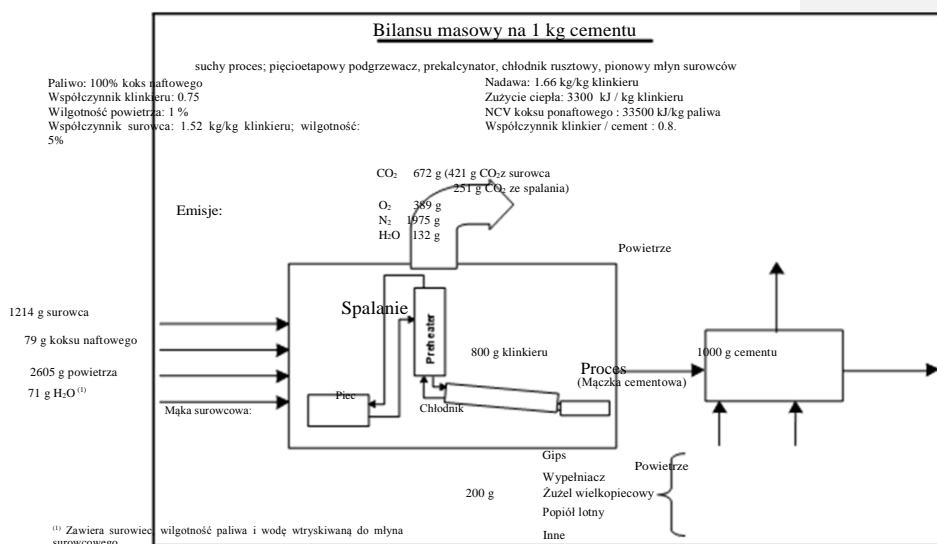 Bilansu masowy na 1 kg cementu
suchy proces; pięcioetapowy podgrzewacz, prekalcynator, chłodnik rusztowy, pionowy młyn surowców
Paliwo: 100% koks naftowego
Współczynnik klinkieru: 0.75
Wilgotność powietrza: 1 %
Współczynnik surowca: 1.52 kg/kg klinkieru; wilgotność:
5%
Nadawa: 1.66 kg/kg klinkieru
Zużycie ciepła: 3300 kJ / kg klinkieru
NCV koksu ponaftowego : 33500 kJ/kg paliwa
Współczynnik klinkier / cement : 0.8.
CO₂ 672 g (421 g CO₂z surowca
251 g CO₂ ze spalania)
Emisje:
O₂ 389 g
N₂ 1975 g
H₂O 132 g
Powietrze
1214 g surowca
Spalanie
79 g koksu naftowego
Preheater
800 g klinkieru
1000 g cementu
2605 g powietrza
Proces
(Mączka cementowa)
71 g H₂O ⁽¹⁾
Piec
Mąka surowcowa:
Chłodnik
Gips
Powietrze
Wypełniacz
200 g
Żużel wielkopiecowy
Popiół lotny
Inne
⁽¹⁾ Zawiera surowiec, wilgotność paliwa i wodę wtryskiwaną do młyna
surowcowego